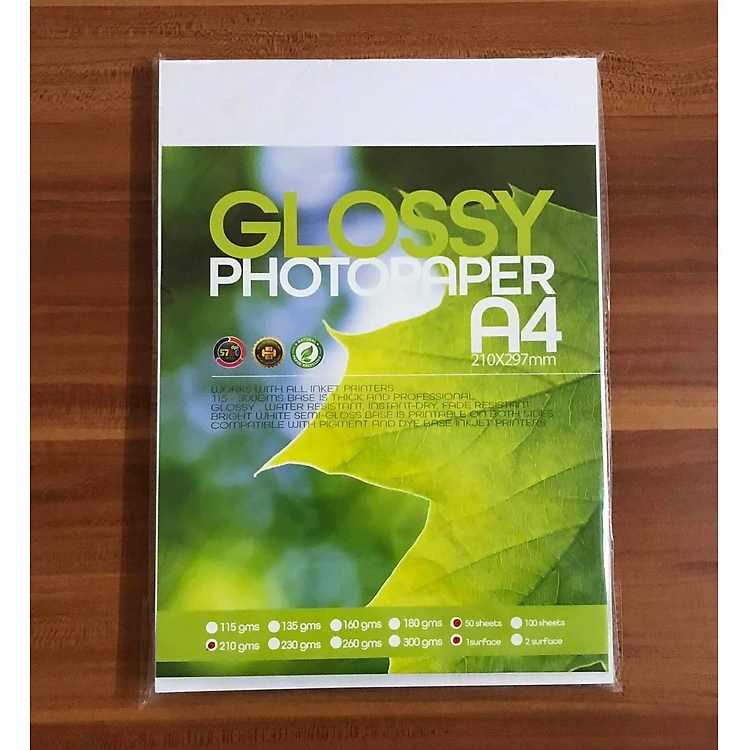 GLOSSY
PHOTOPAPER
A4
210X297mm
57
NATURAL
WORKS WITH ALL INKET PRINTERS
115 - 300GMS BASE IS THICK AND PROFESSIONAL
GLOSSY WATER RESISTANT, INSTANT-DRY, FADE RESISTANT
BRIGHT WHITE SEMI-GLOSS BASE IS PRINTABLE ON BOTH SIDES
COMPATIBLE WITH PIGMENT AND DYE BASE INKJET PRINTERS
115 gms 135 gms 160 gms 180 gms 50 sheets 100 sheets
210 gms 230 gms 260 gms 300 gms 1surface 2 surface